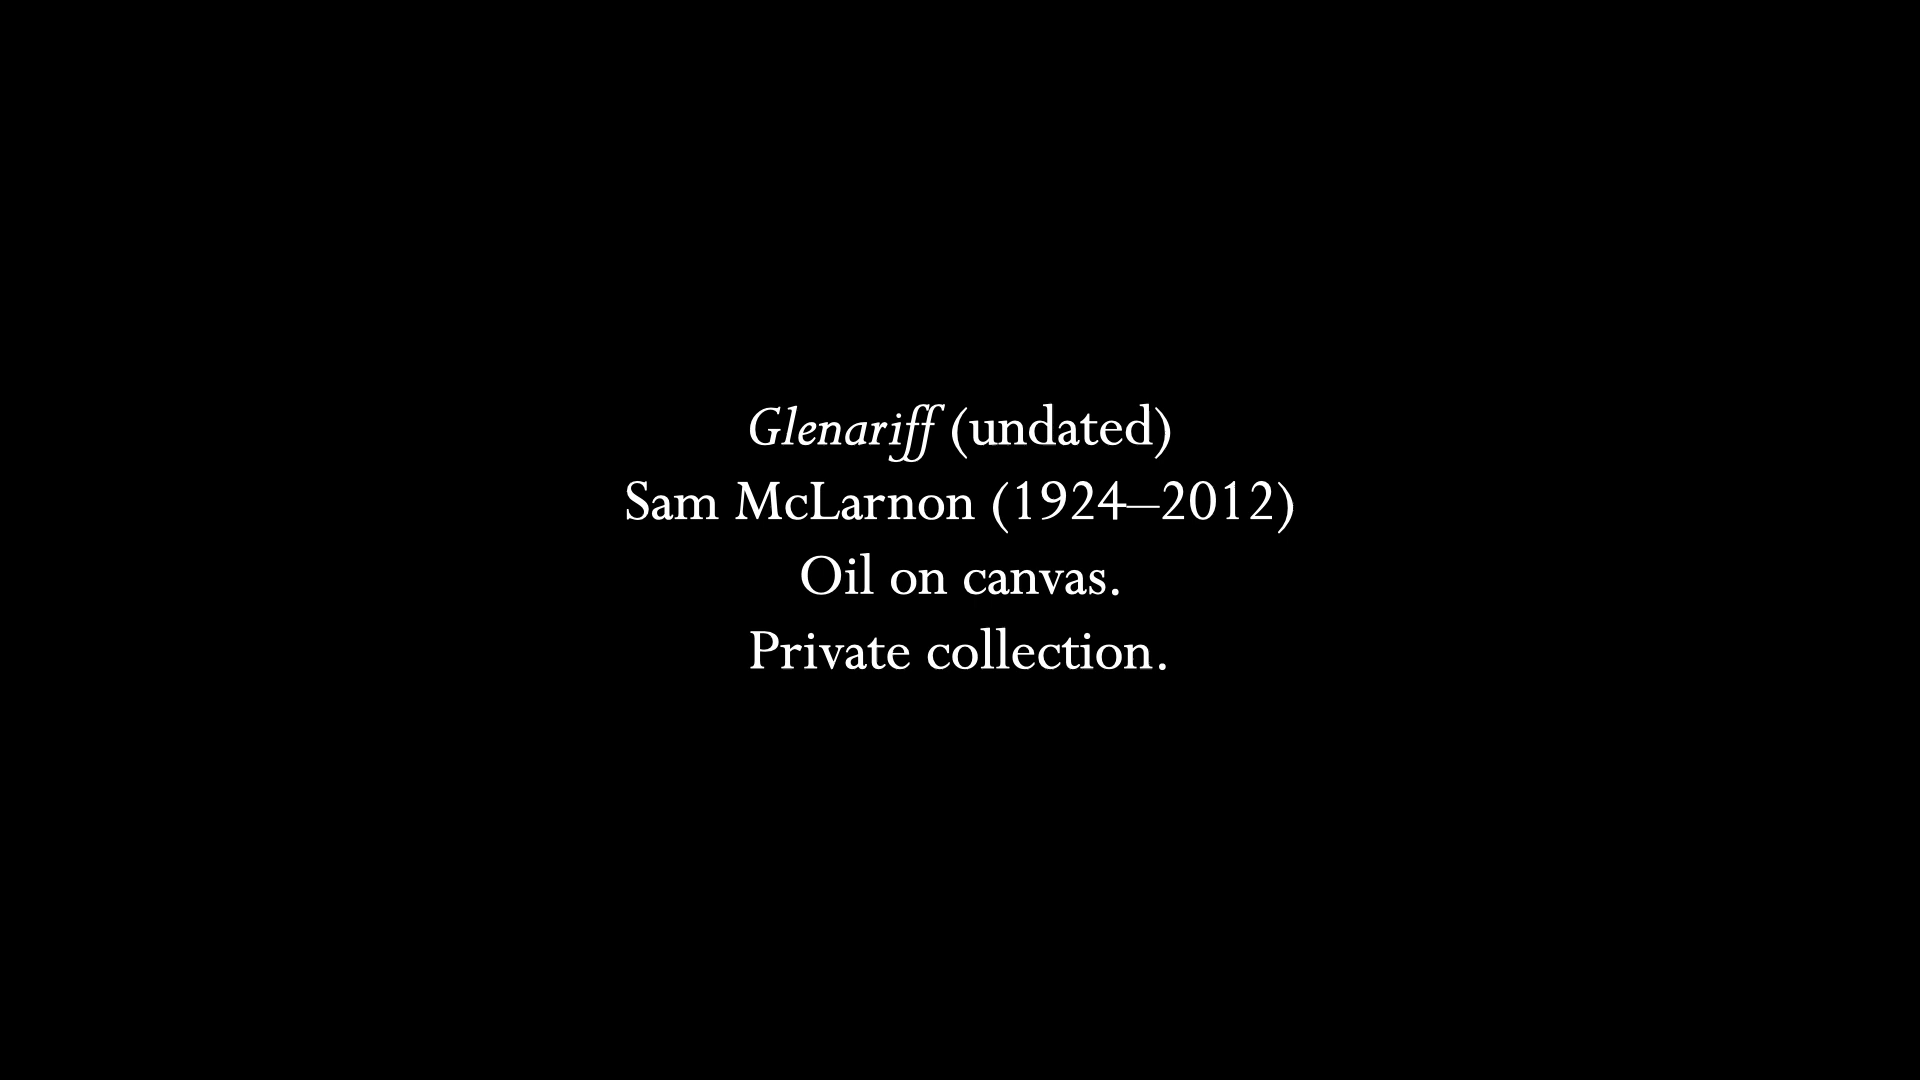 Glenariff (undated)
Sam McLarnon (1924–2012)
Oil on canvas.
Private collection.